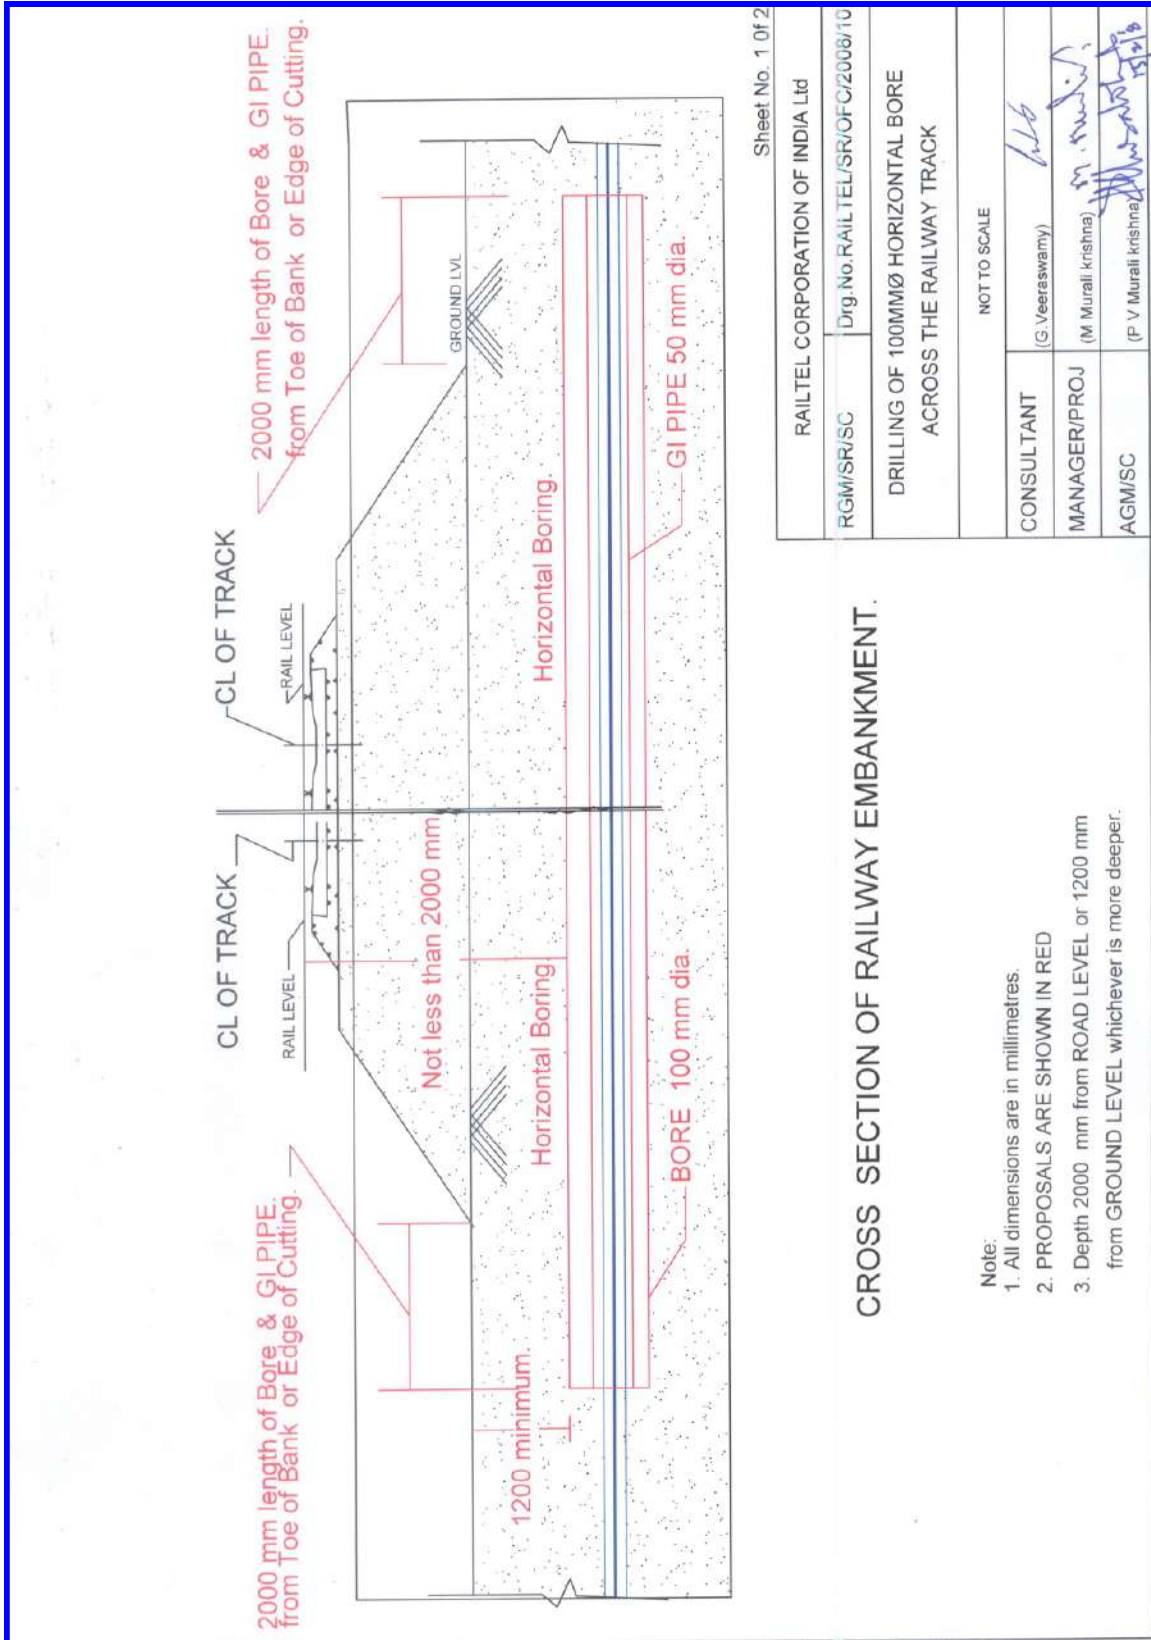 2000 mm length of Bore & GI PIPE.
from Toe of Bank or Edge of Cutting.
CL OF TRACK
CL OF TRACK
2000 mm length of Bore & GI PIPE.
from Toe of Bank or Edge of Cutting.
RAIL LEVEL
RAIL LEVEL
GROUND LVL
Not less than 2000 mm
1200 minimum.
Horizontal Boring.
Horizontal Boring.
BORE 100 mm dia.
GI PIPE 50 mm dia.
CROSS SECTION OF RAILWAY EMBANKMENT.
Note:
1. All dimensions are in millimetres.
2. PROPOSALS ARE SHOWN IN RED
3. Depth 2000 mm from ROAD LEVEL or 1200 mm
from GROUND LEVEL whichever is more deeper.
Sheet No. 1 0f 2
RAILTEL CORPORATION OF INDIA Ltd
RGM/SR/SC
Drg.No.RAILTEL/SR/OFC/2008/10
DRILLING OF 100MMØ HORIZONTAL BORE
ACROSS THE RAILWAY TRACK
NOT TO SCALE
CONSULTANT
(G.Veeraswamy)
MANAGER/PROJ
(M Murali krishna)
AGM/SC
(P V Murali krishna)